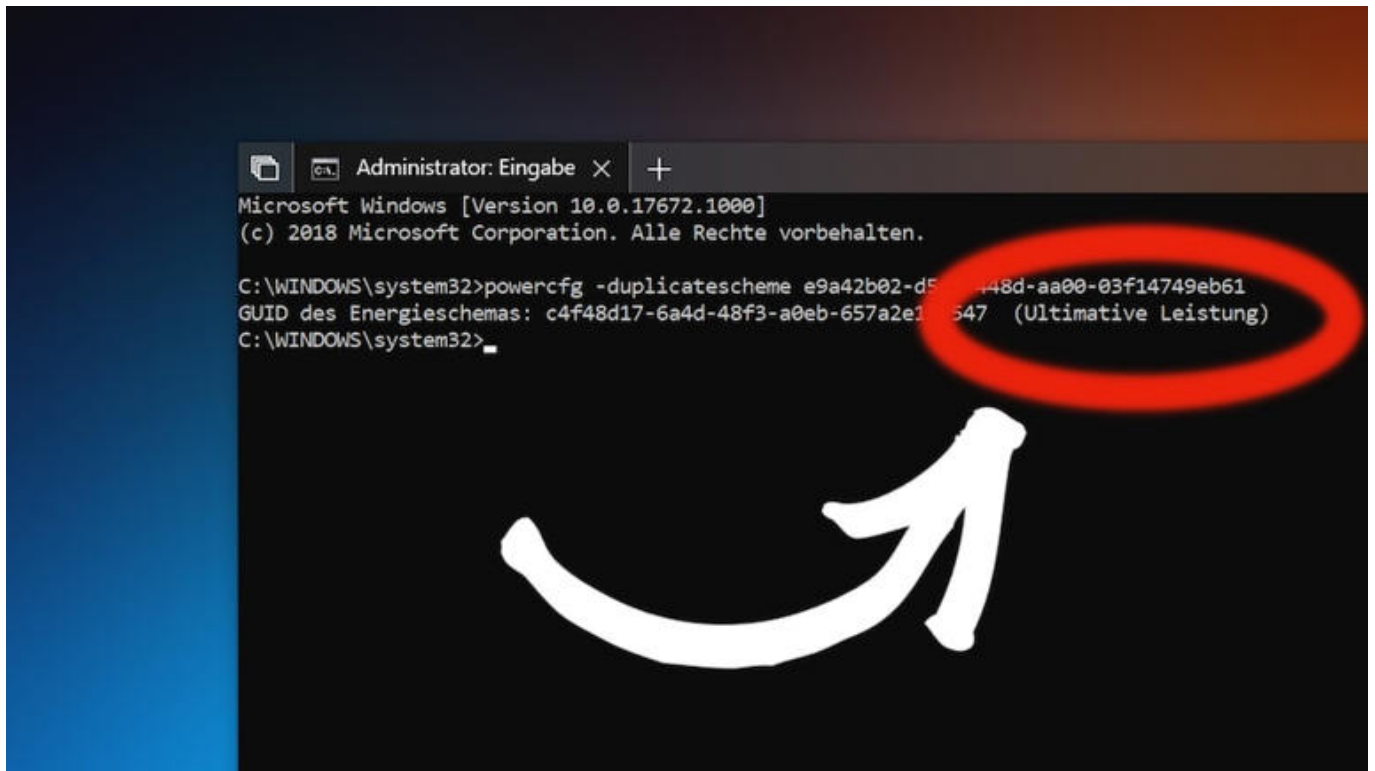 Administrator: Eingabe
Microsoft Windows [Version 10.0.17672.1000]
(c) 2018 Microsoft Corporation. Alle Rechte vorbehalten.
C:\WINDOWS\system32>powercfg -duplicatescheme
GUID des Energieschemas: (Ultimative Leistung)
C:\WINDOWS\system32>